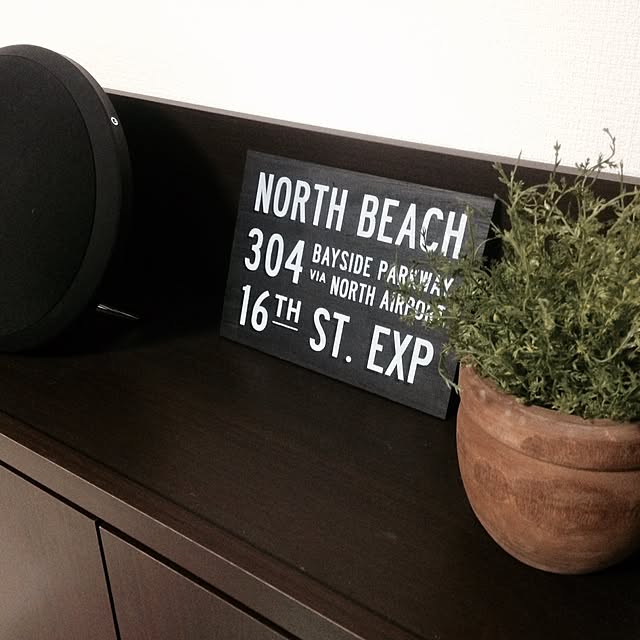 NORTH BEACH
304 BAYSIDE PARKWAY
VIA NORTH AIRPORT
16TH ST. EXP